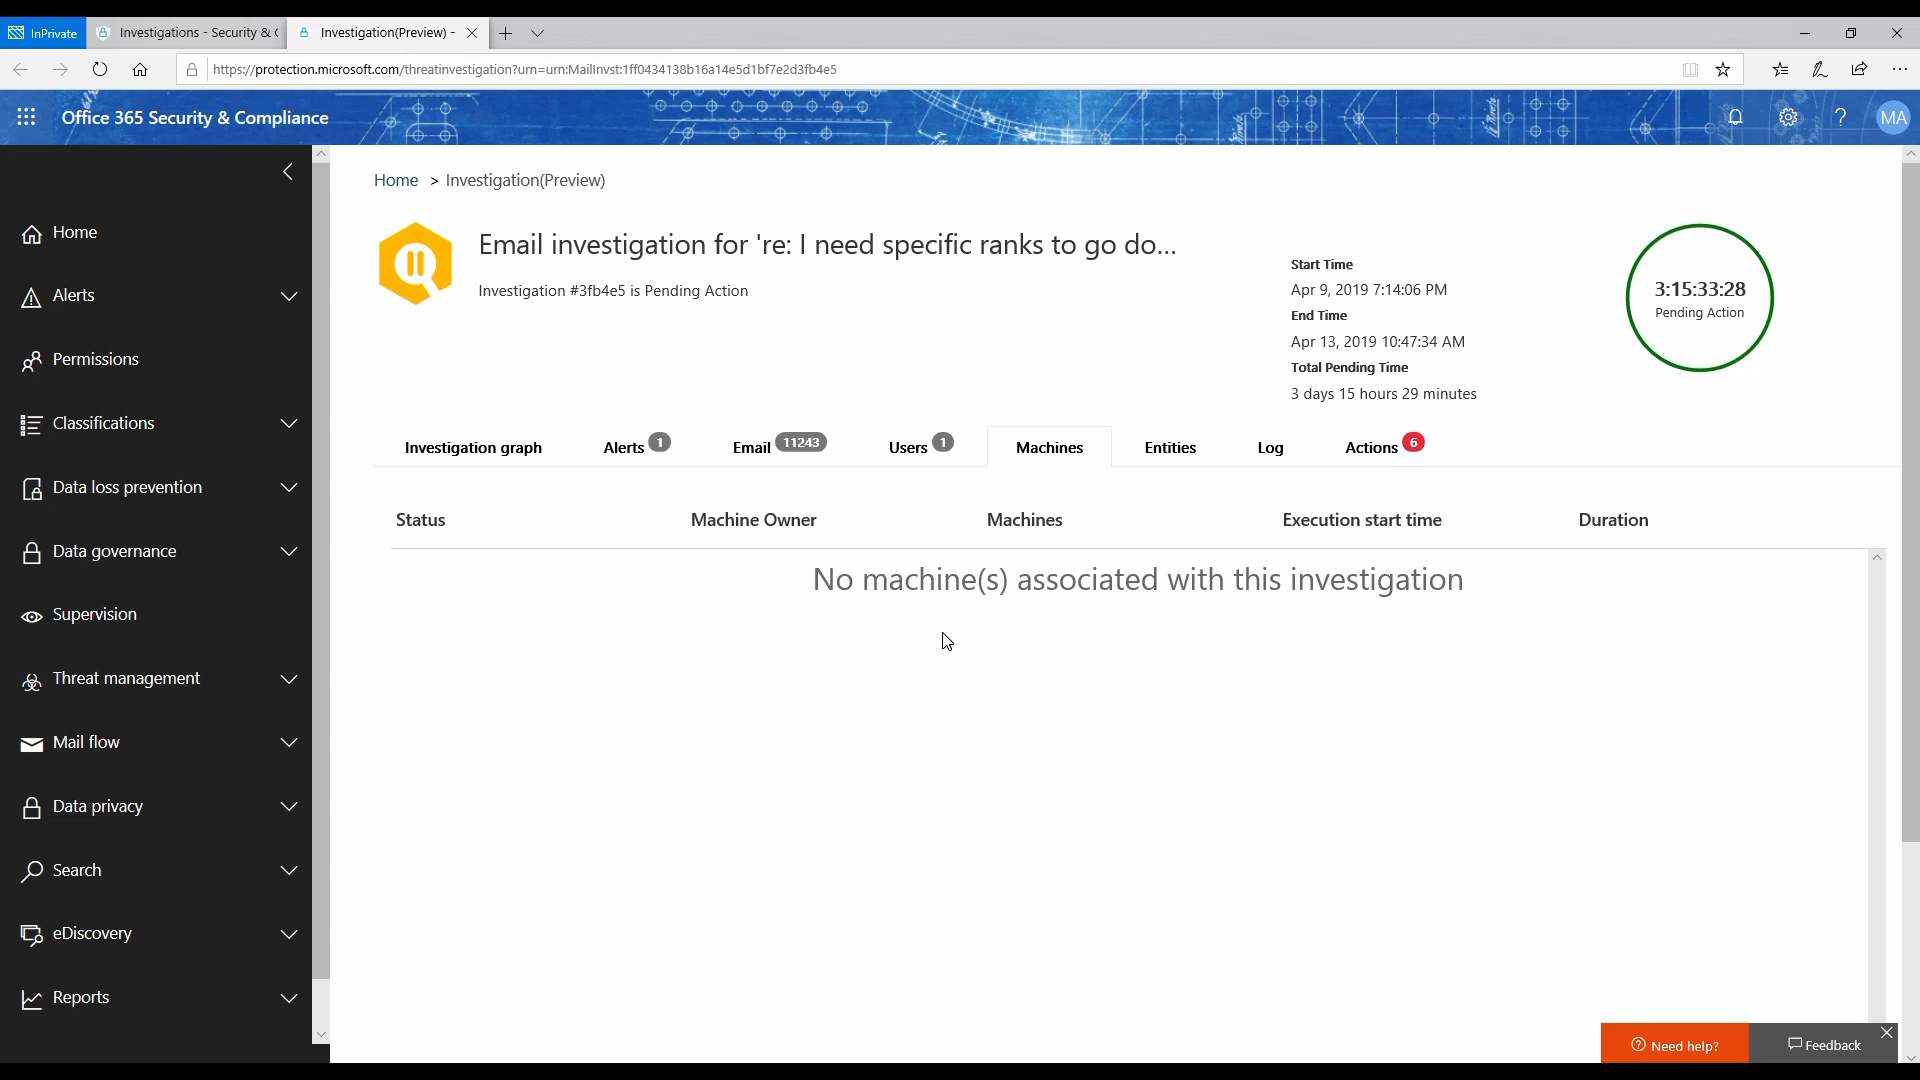 InPrivate
Investigations - Security & (
Investigation(Preview) -
https://protection.microsoft.com/threatinvestigation?urn=urn:MailInvst:1ff0434138b16a14e5d1bf7e2d3fb4e5
Office 365 Security & Compliance
MA
Home > Investigation(Preview)
Home
Alerts
Permissions
Classifications
Data loss prevention
Data governance
Supervision
Threat management
Mail flow
Data privacy
Search
eDiscovery
Reports
Email investigation for 're: I need specific ranks to go do...
Investigation #3fb4e5 is Pending Action
Start Time
Apr 9, 2019 7:14:06 PM
End Time
Apr 13, 2019 10:47:34 AM
Total Pending Time
3 days 15 hours 29 minutes
3:15:33:28
Pending Action
Investigation graph Alerts 1 Email 11243 Users 1 Machines Entities Log Actions 6
Status Machine Owner Machines Execution start time Duration
No machine(s) associated with this investigation
Need help? Feedback